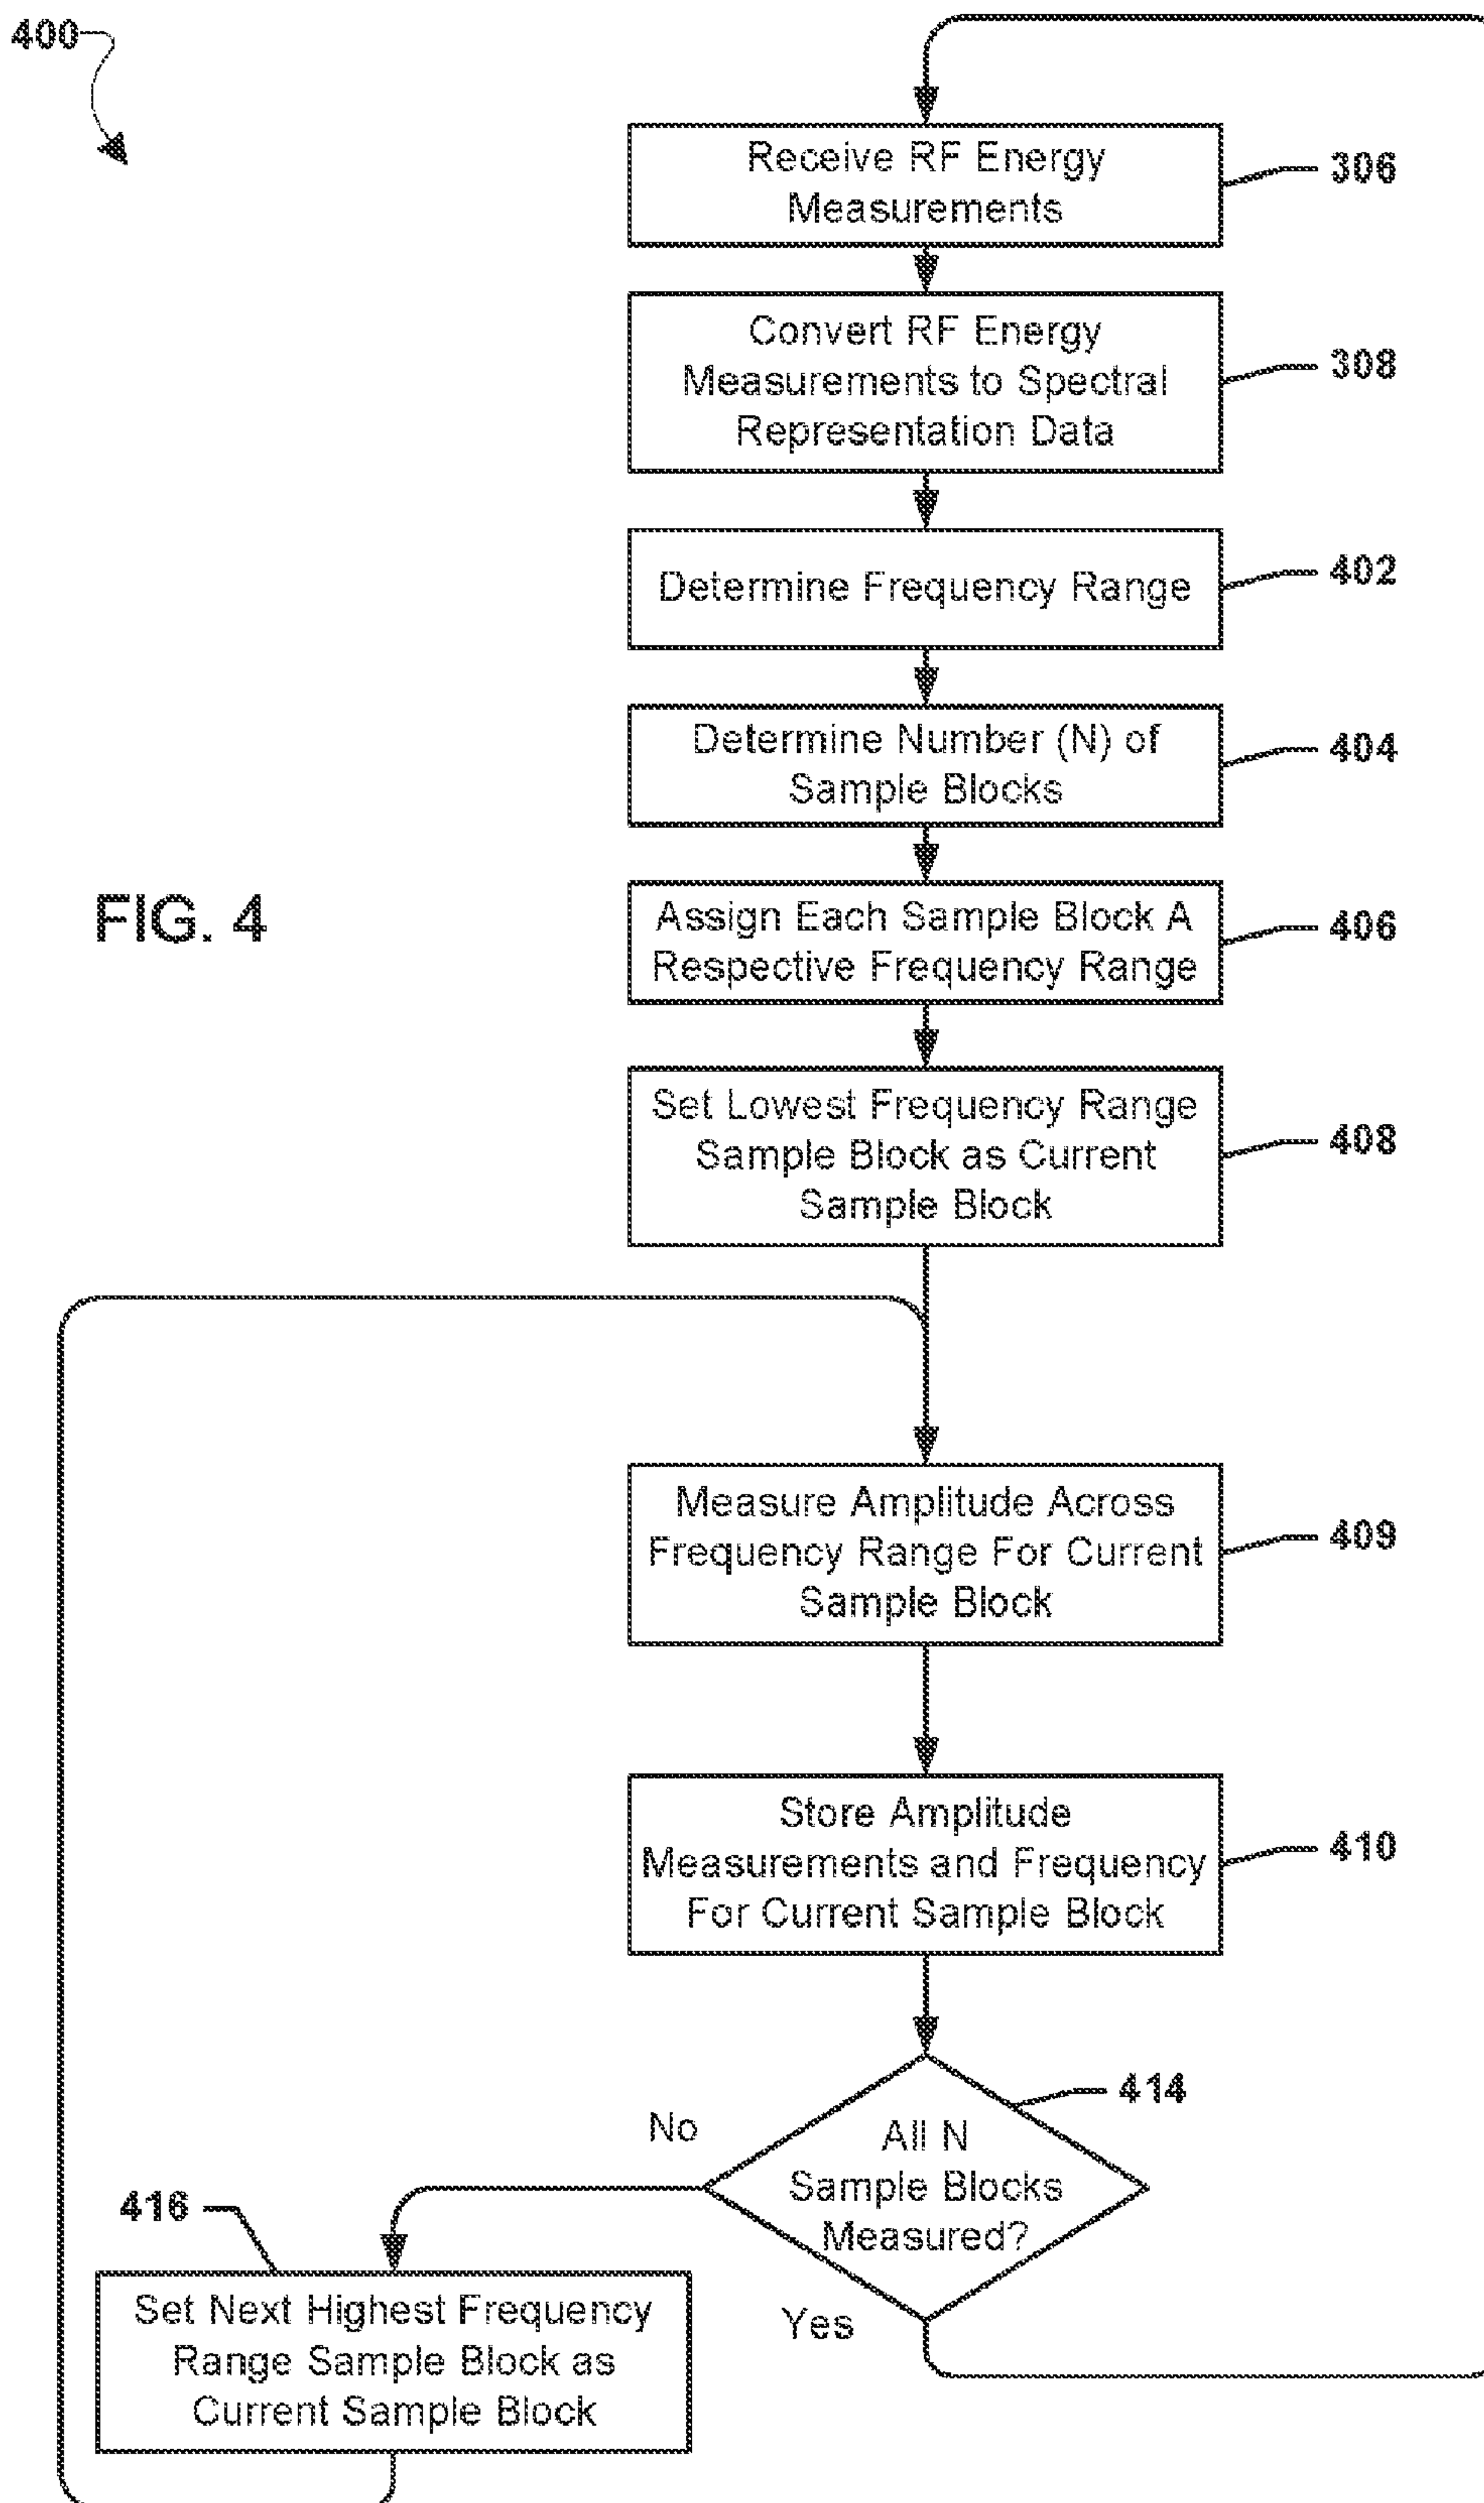 400
Receive RF Energy
Measurements
306
Convert RF Energy
Measurements to Spectral
Representation Data
308
Determine Frequency Range
402
Determine Number (N) of
Sample Blocks
404
FIG. 4
Assign Each Sample Block A
Respective Frequency Range
406
Set Lowest Frequency Range
Sample Block as Current
Sample Block
408
Measure Amplitude Across
Frequency Range For Current
Sample Block
409
Store Amplitude
Measurements and Frequency
For Current Sample Block
410
414
No
All N
Sample Blocks
Measured?
416
Yes
Set Next Highest Frequency
Range Sample Block as
Current Sample Block